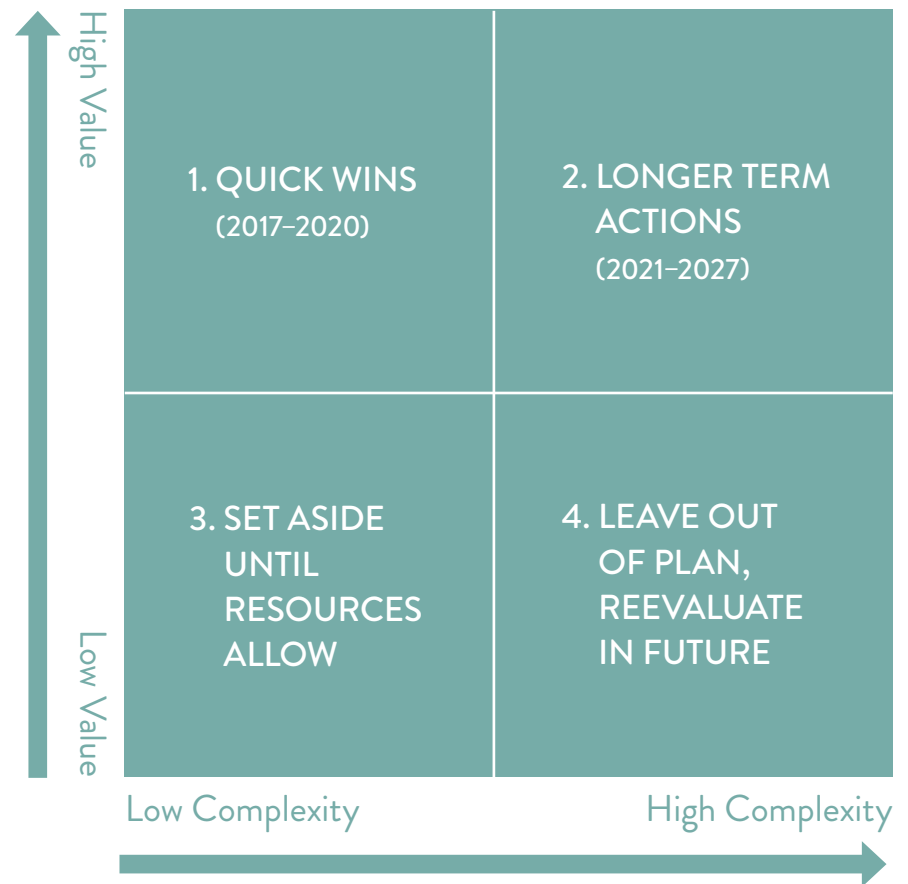 High Value
1. QUICK WINS
(2017–2020)
2. LONGER TERM
ACTIONS
(2021–2027)
3. SET ASIDE
UNTIL
RESOURCES
ALLOW
4. LEAVE OUT
OF PLAN,
REEVALUATE
IN FUTURE
Low Value
Low Complexity
High Complexity